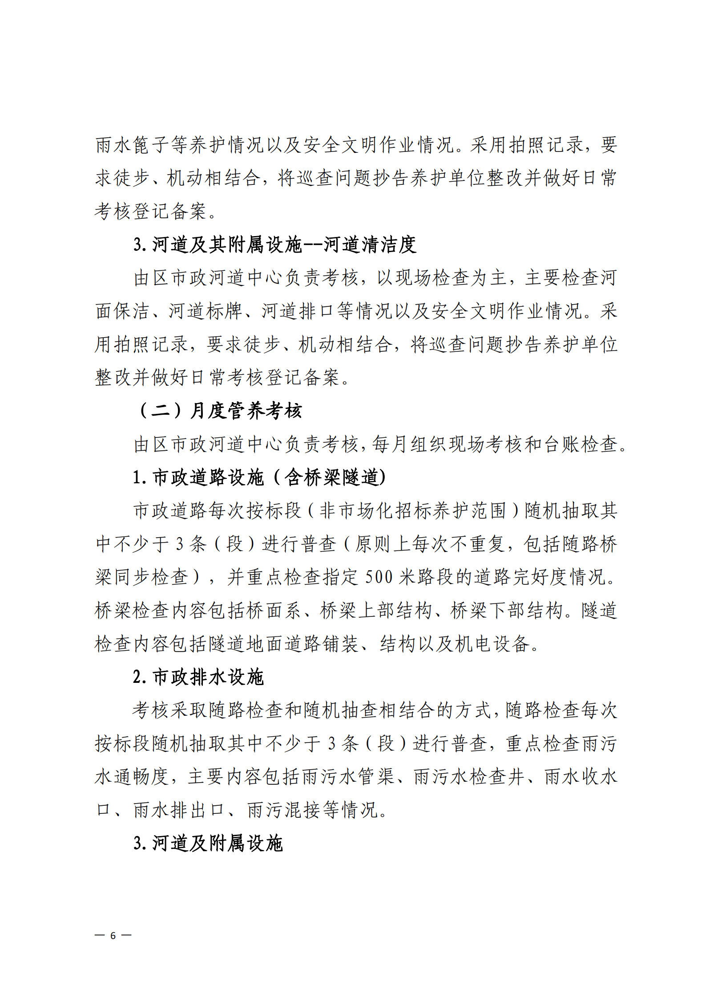 雨水篦子等养护情况以及安全文明作业情况。采用拍照记录，要
求徒步、机动相结合，将巡查问题抄告养护单位整改并做好日常
考核登记备案。
3.河道及其附属设施--河道清洁度
由区市政河道中心负责考核，以现场检查为主，主要检查河
面保洁、河道标牌、河道排口等情况以及安全文明作业情况。采
用拍照记录，要求徒步、机动相结合，将巡查问题抄告养护单位
整改并做好日常考核登记备案。
（二）月度管养考核
由区市政河道中心负责考核，每月组织现场考核和台账检查。
1.市政道路设施（含桥梁隧道)
市政道路每次按标段（非市场化招标养护范围）随机抽取其
中不少于 3 条（段）进行普查（原则上每次不重复，包括随路桥
梁同步检查），并重点检查指定 500 米路段的道路完好度情况。
桥梁检查内容包括桥面系、桥梁上部结构、桥梁下部结构。隧道
检查内容包括隧道地面道路铺装、结构以及机电设备。
2.市政排水设施
考核采取随路检查和随机抽查相结合的方式，随路检查每次
按标段随机抽取其中不少于 3 条（段）进行普查，重点检查雨污
水通畅度，主要内容包括雨污水管渠、雨污水检查井、雨水收水
口、雨水排出口、雨污混接等情况。
3.河道及附属设施
— 6 —